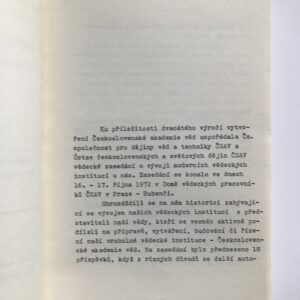 Ku příležitosti dvacátého výročí vytvo-
ření Československé akademie věd uspořádala Čs.
společnost pro dějiny věd a techniky ČSAV a
Ústav československých a světových dějin ČSAV
vědecké zasedání o vývoji moderních vědeckých
institucí u nás. Zasedání se konalo ve dnech
16. - 17. října 1972 v Domě vědeckých pracovní-
ků ČSAV v Praze - Bubenči.
Shromáždili se na něm historici zabývají-
cí se vývojem našich vědeckých institucí s před-
staviteli naší vědy, kteří se v mnohém aktivně po-
díleli na přípravě, vytváření, budování či řízení
naší vrcholné vědecké instituce - Českosloven-
ské akademie věd. Na zasedání bylo předneseno 18
příspěvků, když z různých důvodů se další auto-